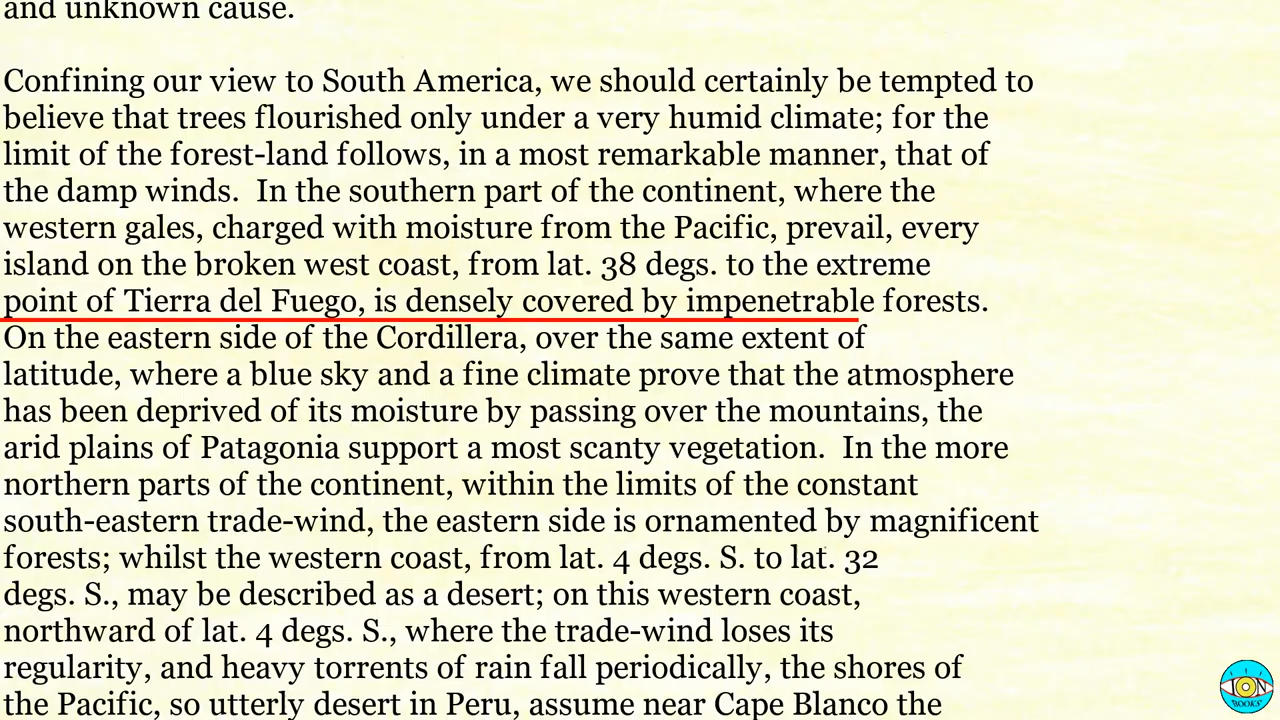 and unknown cause.
Confining our view to South America, we should certainly be tempted to
believe that trees flourished only under a very humid climate; for the
limit of the forest-land follows, in a most remarkable manner, that of
the damp winds.  In the southern part of the continent, where the
western gales, charged with moisture from the Pacific, prevail, every
island on the broken west coast, from lat. 38 degs. to the extreme
point of Tierra del Fuego, is densely covered by impenetrable forests.
On the eastern side of the Cordillera, over the same extent of
latitude, where a blue sky and a fine climate prove that the atmosphere
has been deprived of its moisture by passing over the mountains, the
arid plains of Patagonia support a most scanty vegetation.  In the more
northern parts of the continent, within the limits of the constant
south-eastern trade-wind, the eastern side is ornamented by magnificent
forests; whilst the western coast, from lat. 4 degs. S. to lat. 32
degs. S., may be described as a desert; on this western coast,
northward of lat. 4 degs. S., where the trade-wind loses its
regularity, and heavy torrents of rain fall periodically, the shores of
the Pacific, so utterly desert in Peru, assume near Cape Blanco the
ION
BOOKS